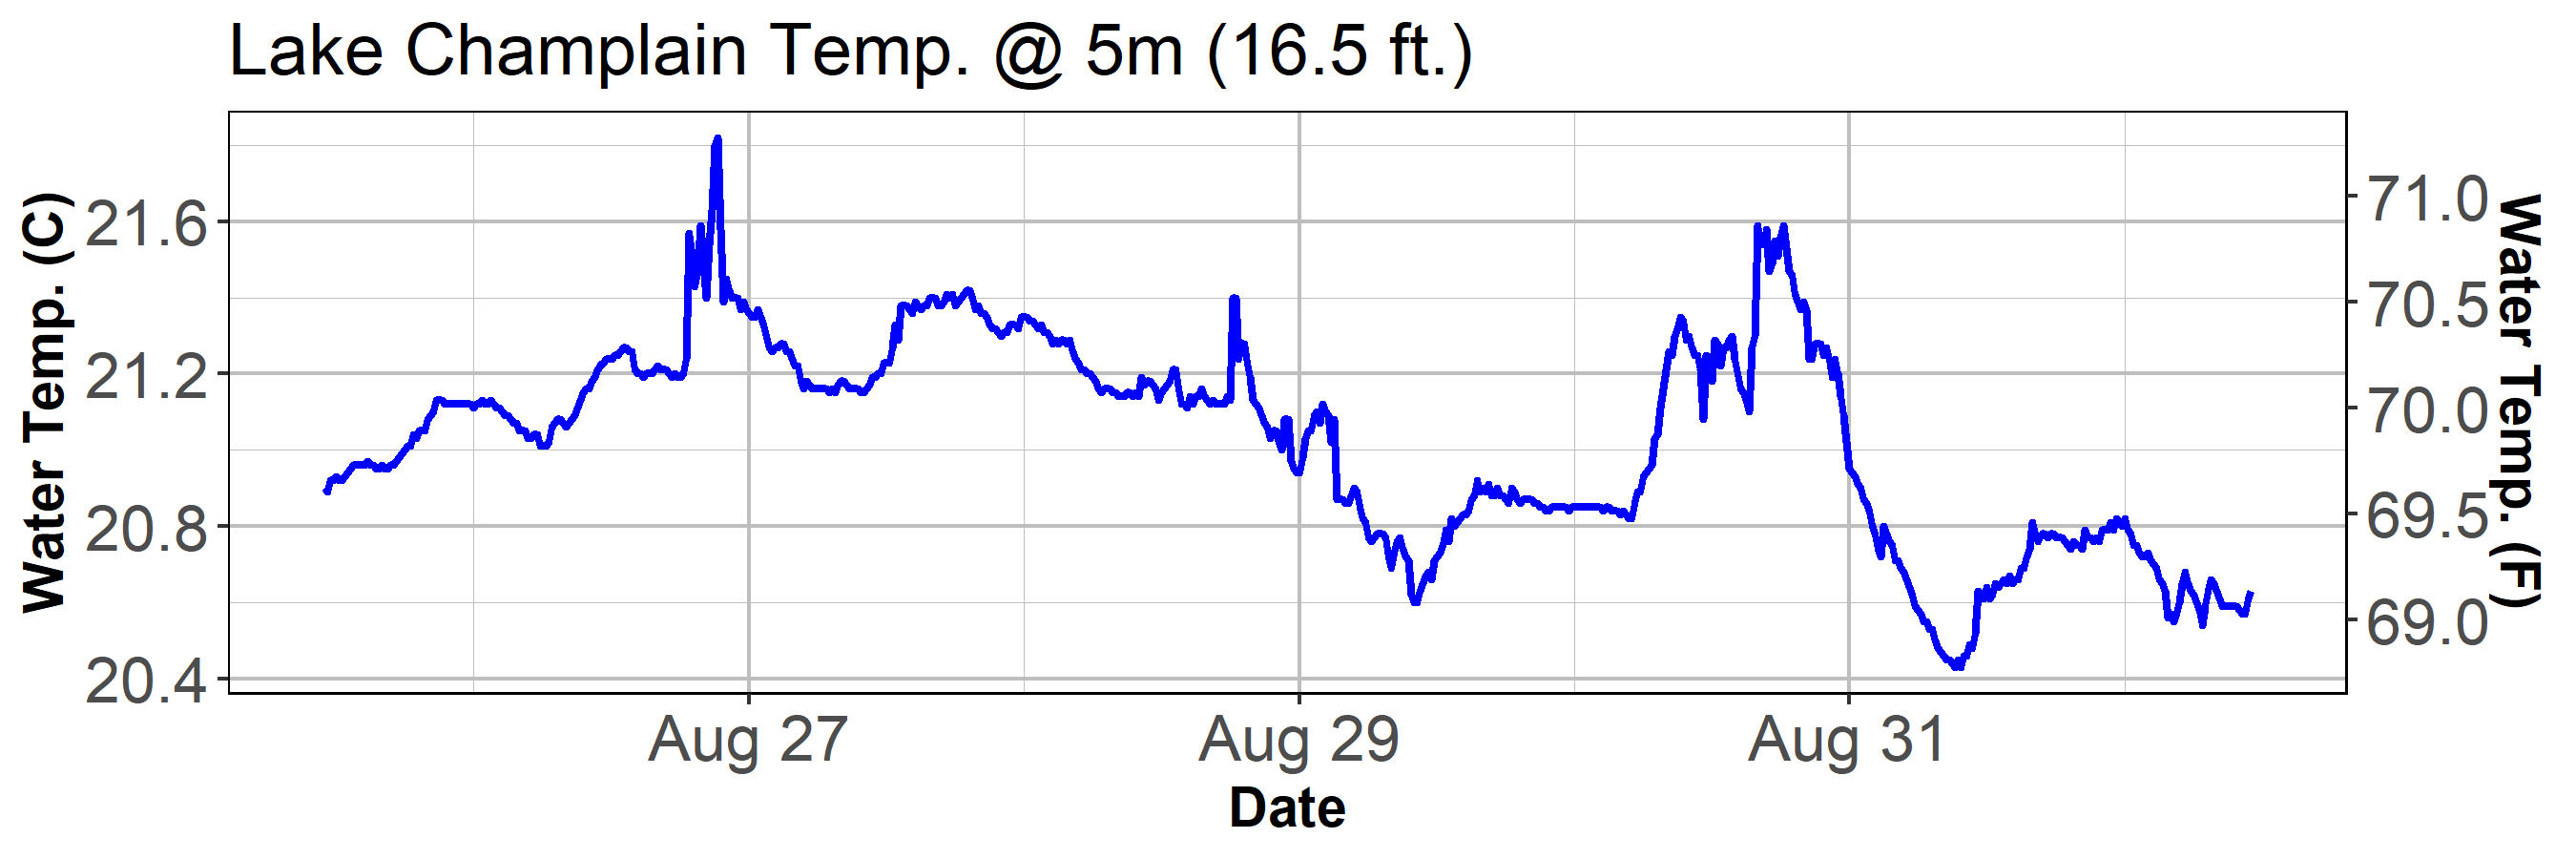 Lake Champlain Temp. @ 5m (16.5 ft.)
Water Temp. (C)
21.6
21.2
20.8
20.4
71.0
70.5
70.0
69.5
69.0
Water Temp. (F)
Aug 27
Aug 29
Aug 31
Date